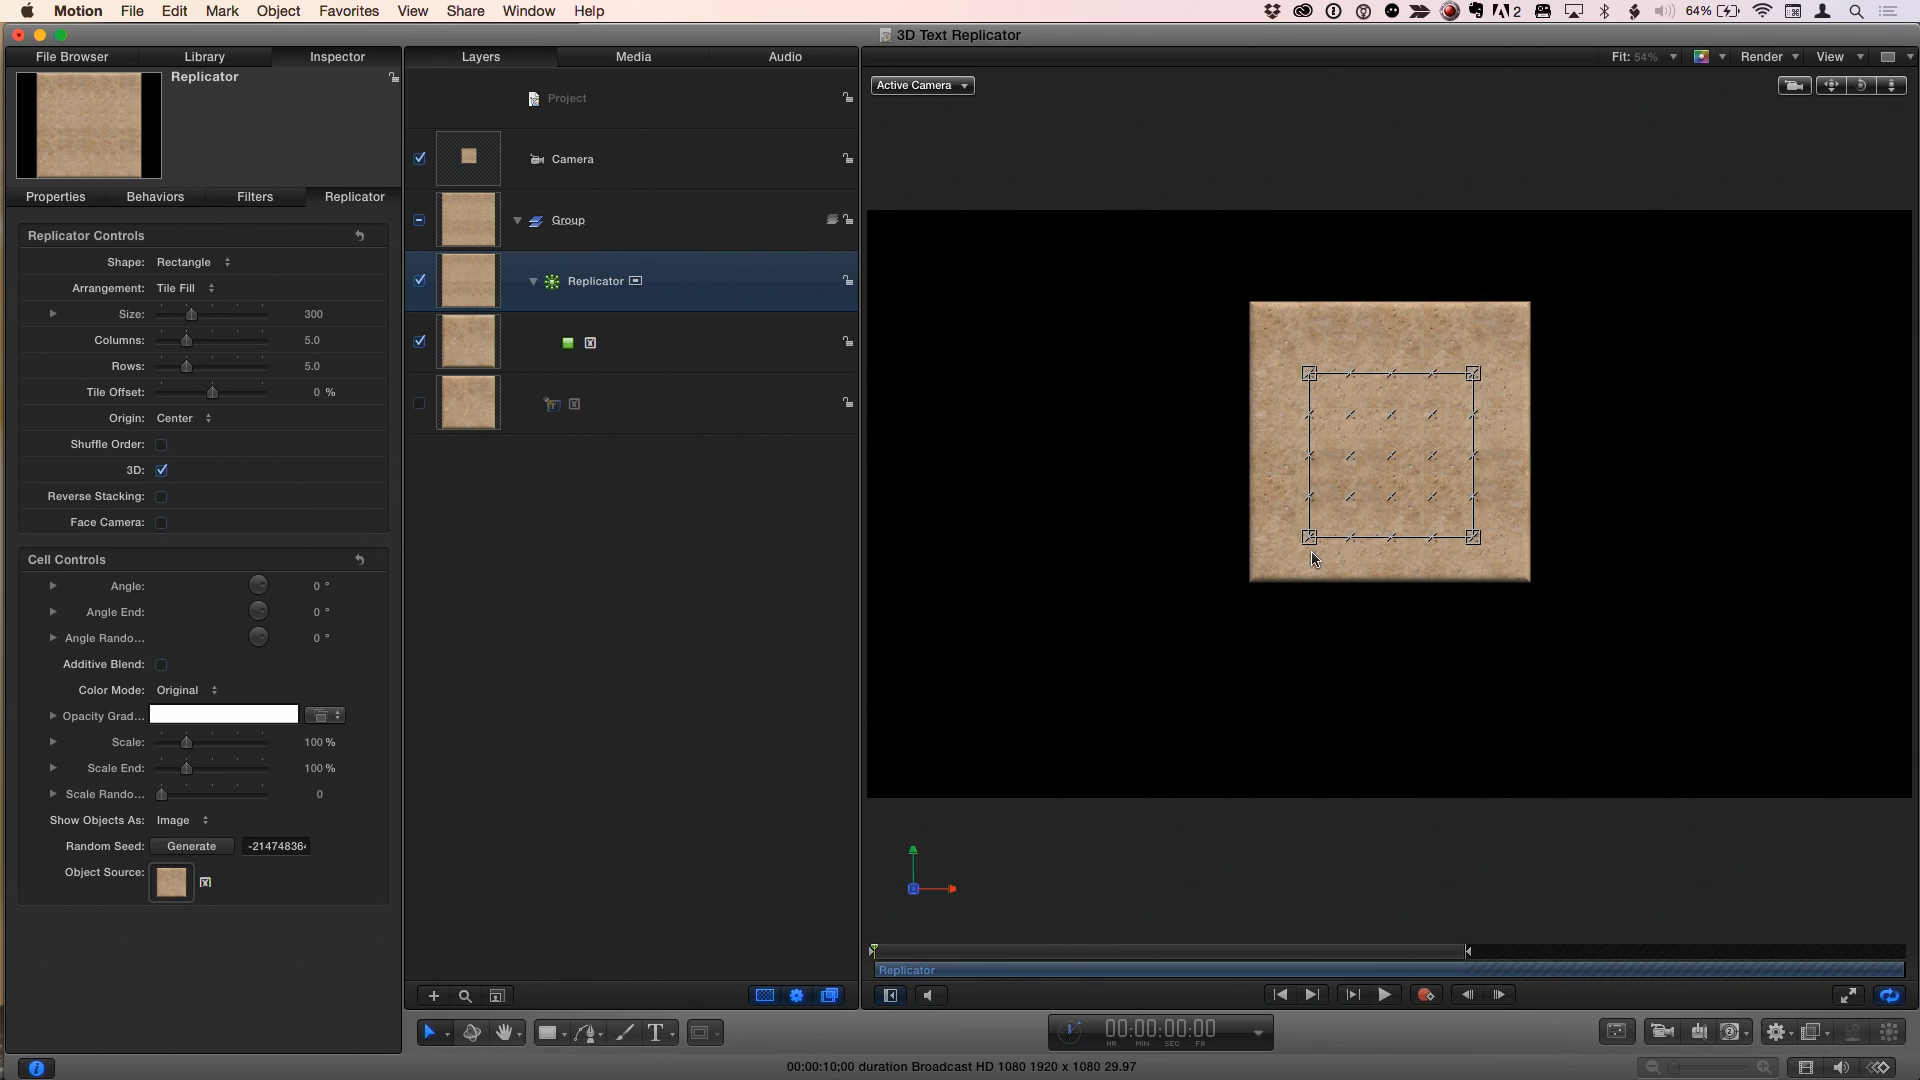 Motion File Edit Mark Object Favorites View Share Window Help
2
64%
3D Text Replicator
File Browser Library Inspector
Layers Media Audio
Fit: 54% Render View
Replicator
Active Camera
Project
Camera
Group
Replicator
Properties Behaviors Filters Replicator
Replicator Controls
Shape: Rectangle
Arrangement: Tile Fill
Size: 300
Columns: 5.0
Rows: 5.0
Tile Offset: 0 %
Origin: Center
Shuffle Order:
3D:
Reverse Stacking:
Face Camera:
Cell Controls
Angle: 0 °
Angle End: 0 °
Angle Rando... 0 °
Additive Blend:
Color Mode: Original
Opacity Grad...
Scale: 100 %
Scale End: 100 %
Scale Rando... 0
Show Objects As: Image
Random Seed: Generate
Object Source:
Replicator
T
00:00:00:00
HR MIN SEC FR
00:00:10;00 duration Broadcast HD 1080 1920 x 1080 29.97